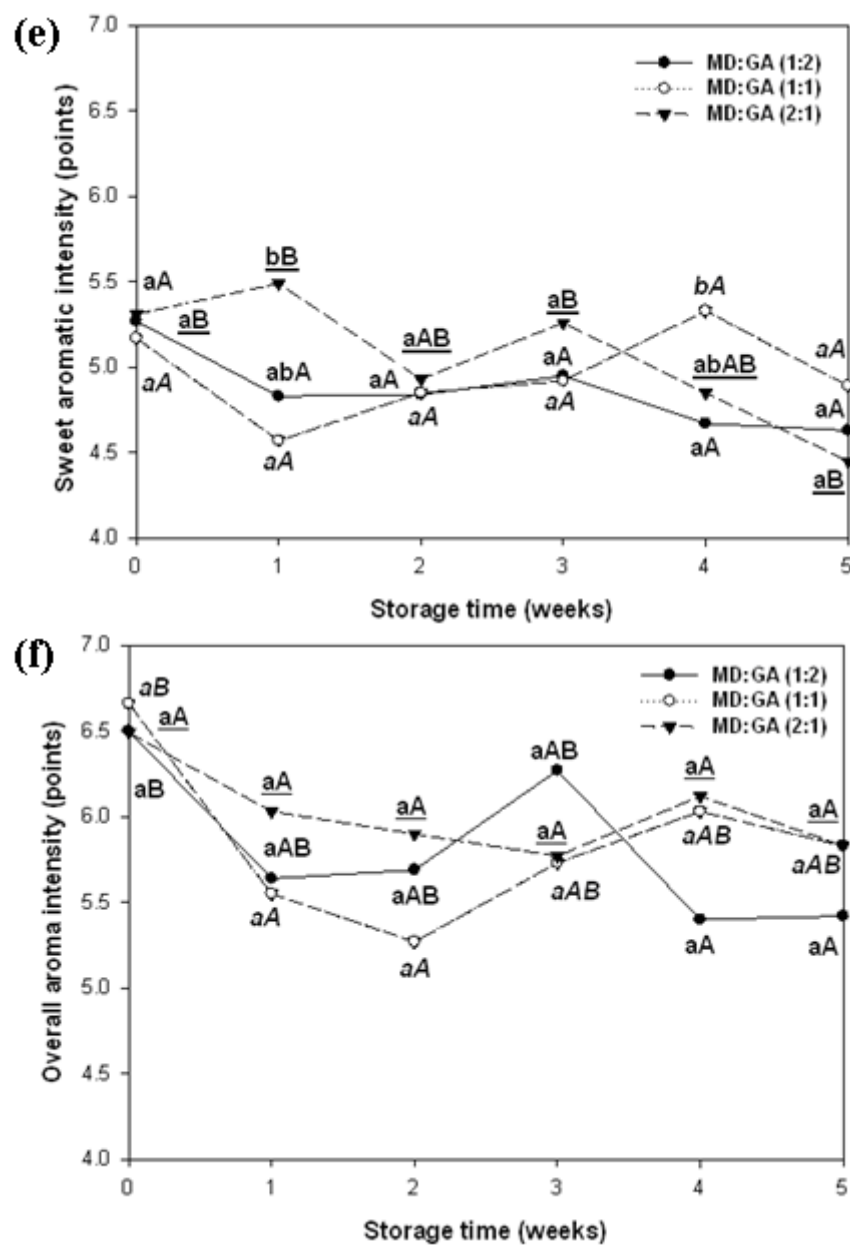 (e)
7.0
MD:GA (1:2)
MD:GA (1:1)
MD:GA (2:1)
6.5
6.0
5.5
5.0
4.5
4.0
Sweet aromatic intensity (points)
aA
bB
aB
bA
aB
aAB
aA
aA
abA
aA
abAB
aA
aA
aA
aA
aA
aA
aB
0 1 2 3 4 5
Storage time (weeks)
(f)
7.0
MD:GA (1:2)
MD:GA (1:1)
MD:GA (2:1)
6.5
6.0
5.5
5.0
4.5
4.0
Overall aroma intensity (points)
aB
aA
aB
aAB
aA
aA
aA
aAB
aA
aA
aAB
aAB
aA
aAB
aAB
aA
aA
aA
0 1 2 3 4 5
Storage time (weeks)